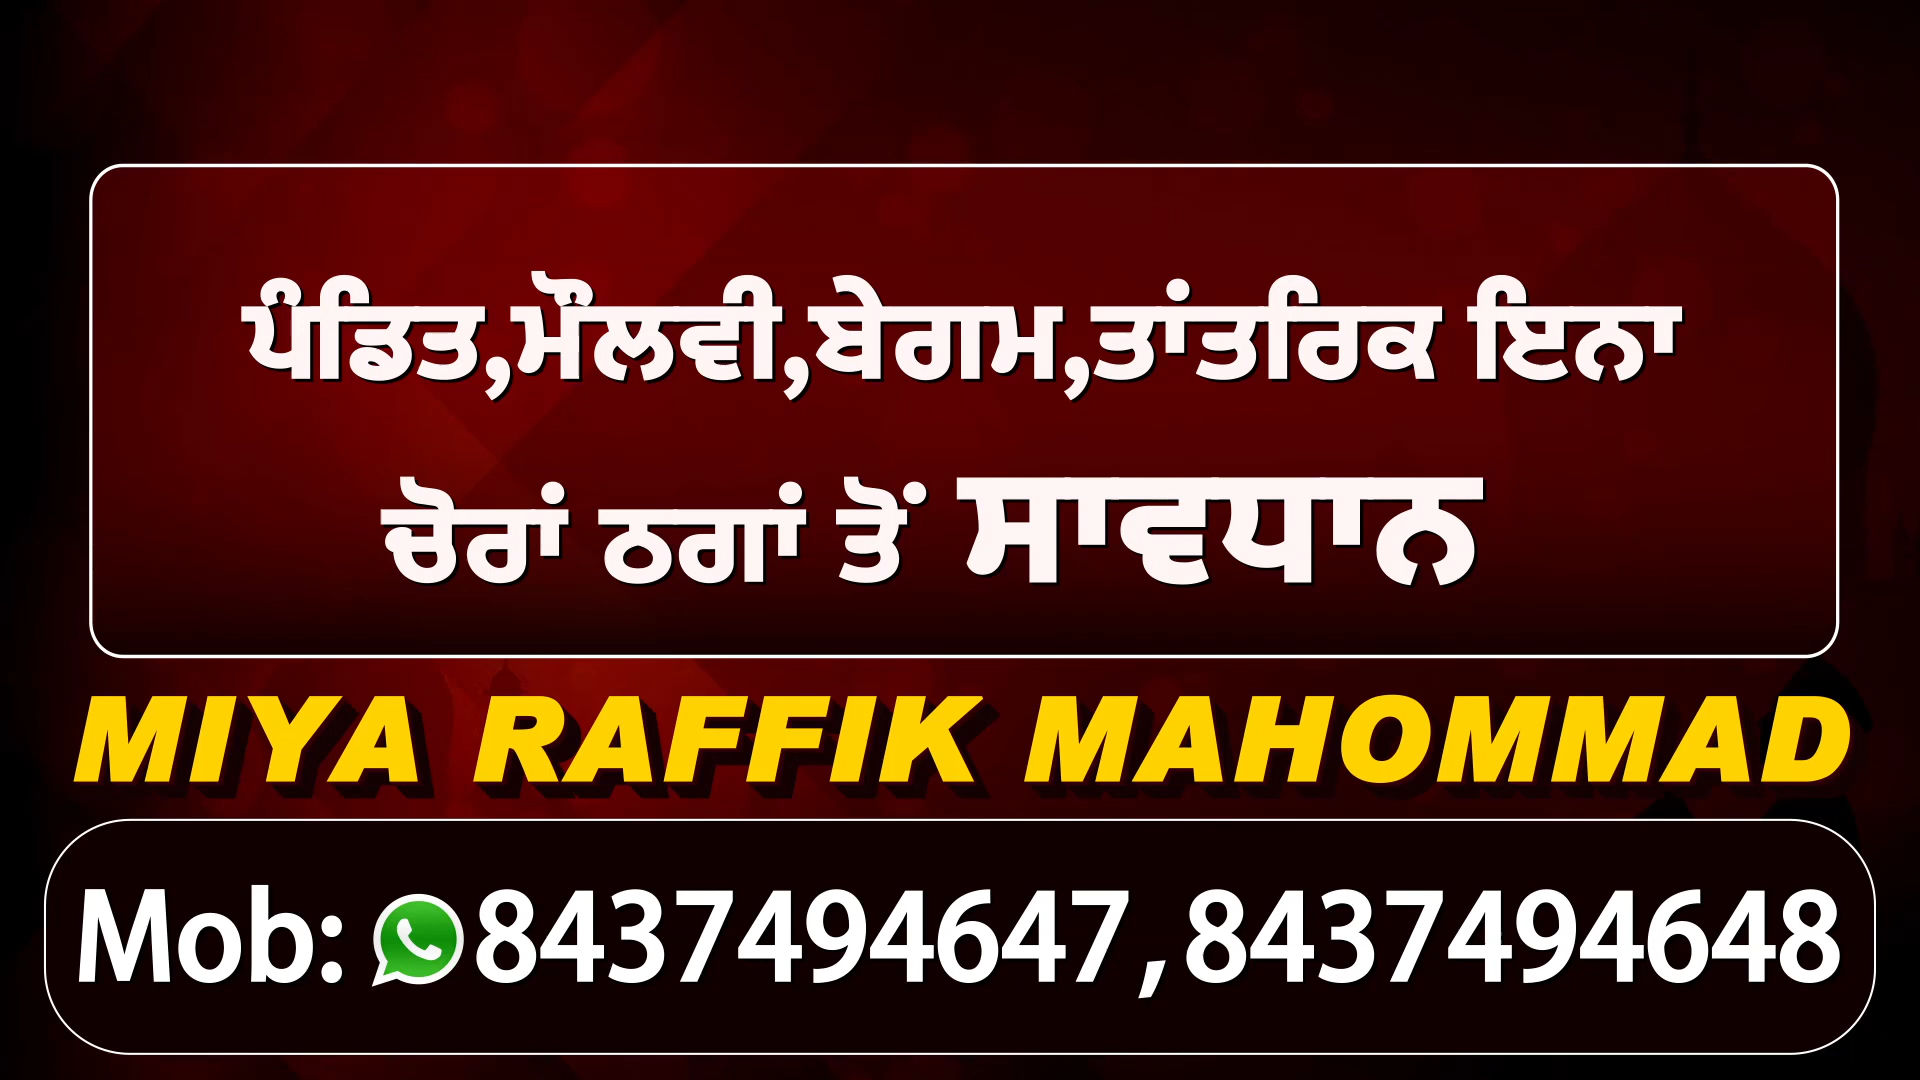 ਪੰਡਿਤ,ਮੌਲਵੀ,ਬੇਗਮ,ਤਾਂਤਰਿਕ ਇਨਾ
ਚੋਰਾਂ ਠਗਾਂ ਤੋਂ ਸਾਵਧਾਨ
MIYA RAFFIK MAHOMMAD
Mob: 8437494647, 8437494648